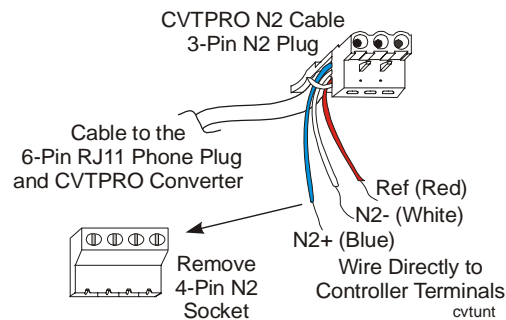 CVTPRO N2 Cable
3-Pin N2 Plug
Cable to the
6-Pin RJ11 Phone Plug
and CVTPRO Converter
Ref (Red)
N2- (White)
N2+ (Blue)
Remove
4-Pin N2
Socket
Wire Directly to
Controller Terminals
cvtunt